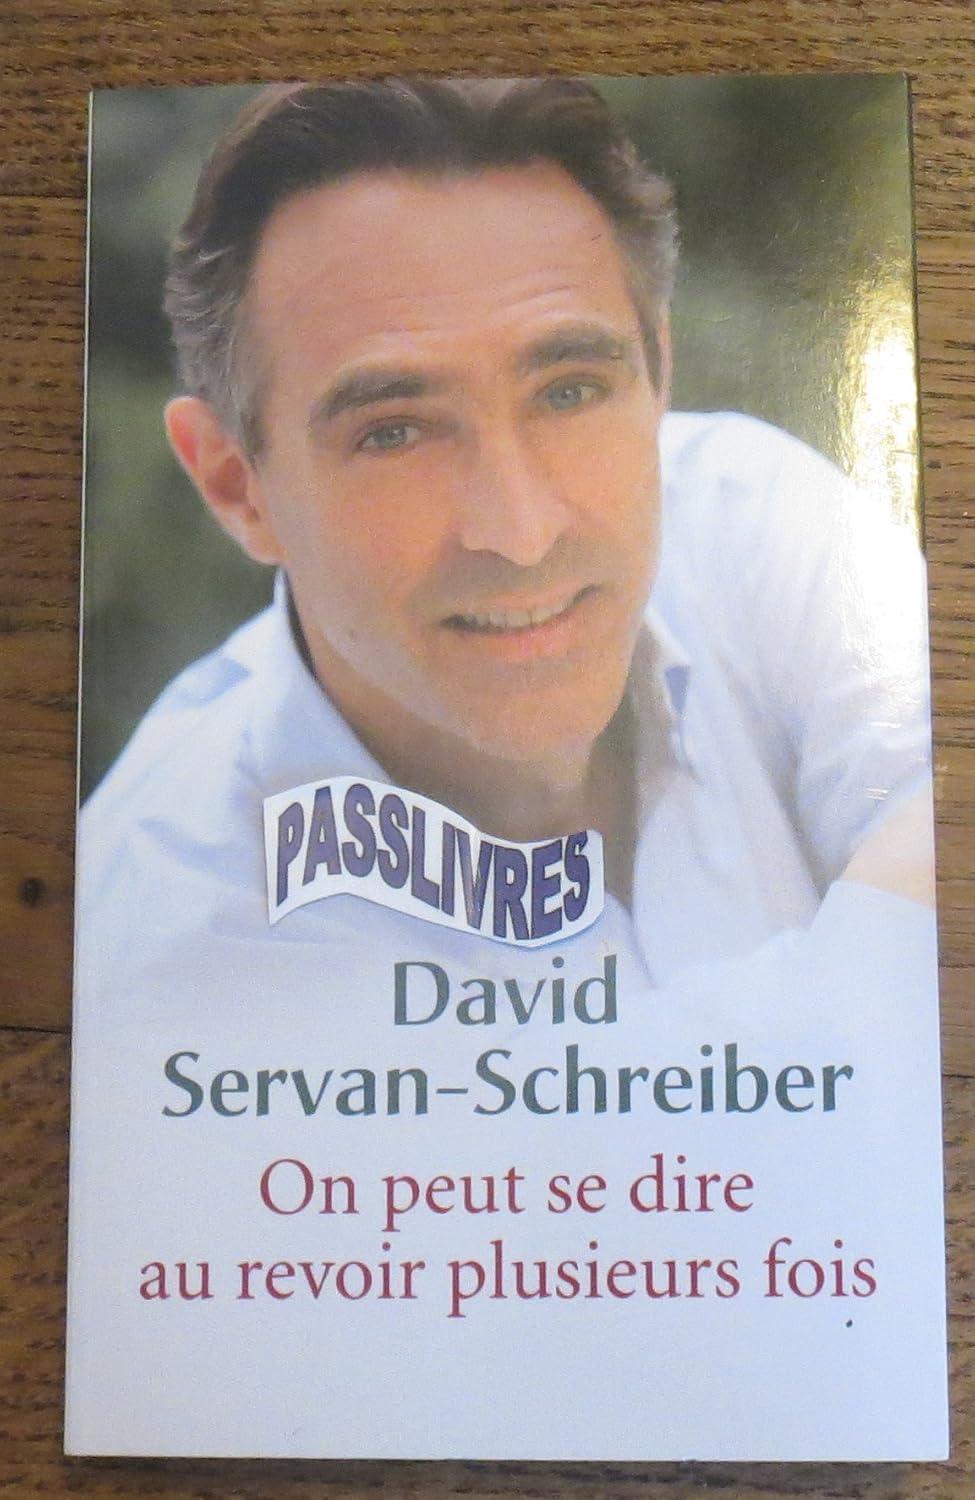 PASSLIVRES
David
Servan-Schreiber
On peut se dire
au revoir plusieurs fois